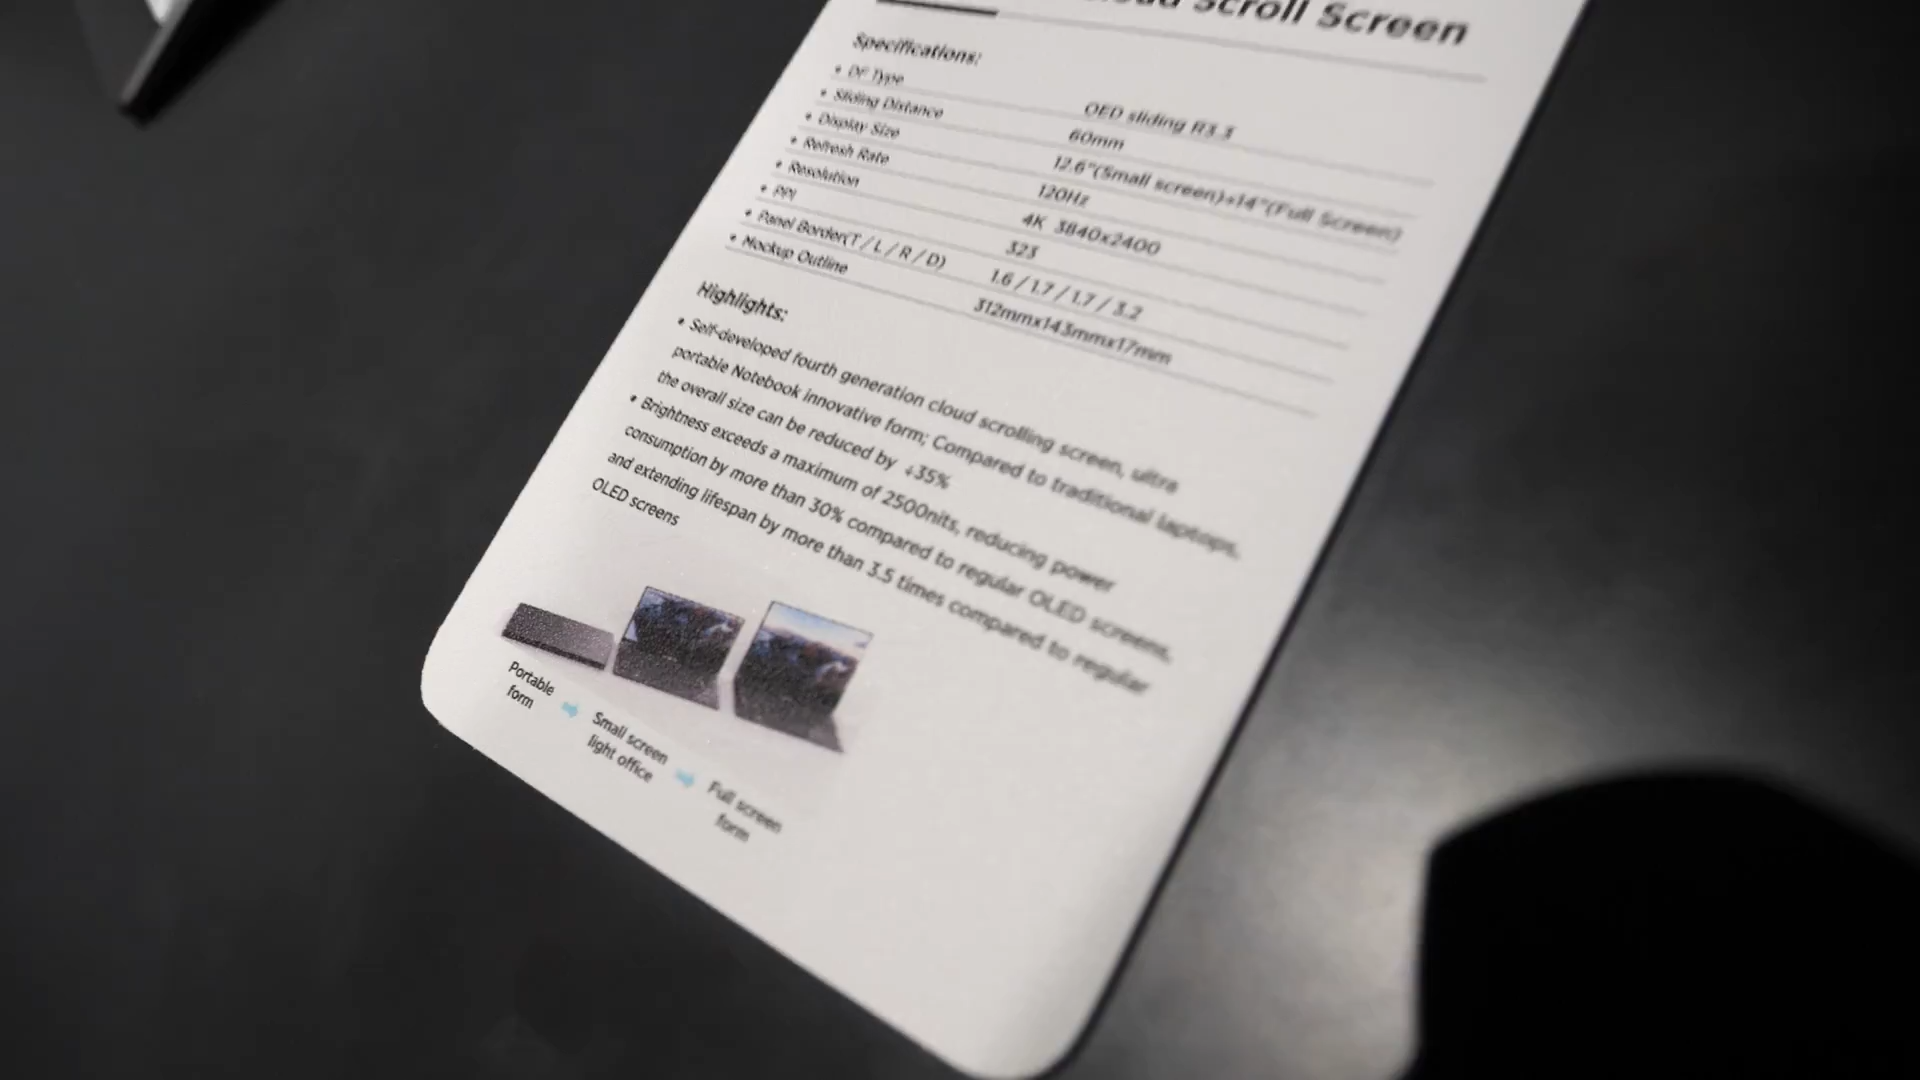 Scroll Screen
Specifications:
• DF Type OED sliding R3.3
• Sliding Distance 60mm
• Display Size 12.6"(Small screen)+14"(Full Screen)
• Refresh Rate 120Hz
• Resolution 4K 3840x2400
• PPI 323
• Panel Border(T / L / R / D) 1.6 / 1.7 / 1.7 / 3.2
• Mockup Outline 312mmx143mmx17mm
Highlights:
• Self-developed fourth generation cloud scrolling screen, ultra
portable Notebook innovative form; Compared to traditional laptops,
the overall size can be reduced by ↓35%
• Brightness exceeds a maximum of 2500nits, reducing power
consumption by more than 30% compared to regular OLED screens,
and extending lifespan by more than 3.5 times compared to regular
OLED screens
Portable
form
Small screen
light office
Full screen
form